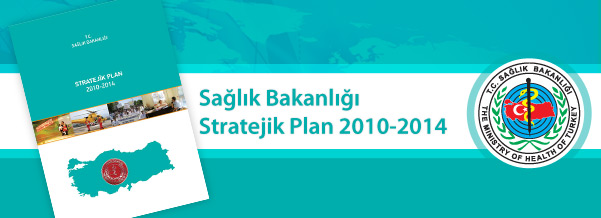 T.C.
SAĞLIK BAKANLIĞI
STRATEJİK PLAN
2010-2014
Sağlık Bakanlığı
Stratejik Plan 2010-2014
T.C. SAĞLIK BAKANLIĞI
THE MINISTRY OF HEALTH OF TURKEY